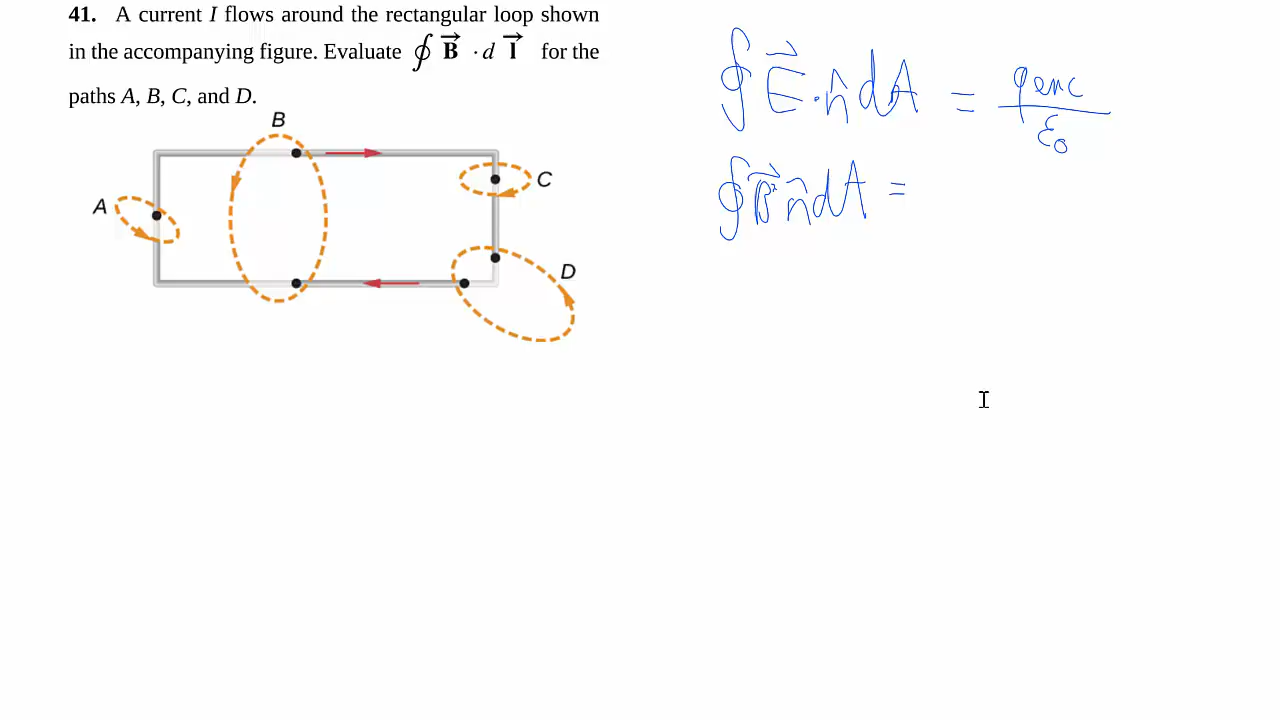 41. A current I flows around the rectangular loop shown
in the accompanying figure. Evaluate ∮ B⃗ · d l⃗ for the
paths A, B, C, and D.
B
A
C
D
∮ E⃗ · n̂ dA = qenc / ε₀
∮ B⃗ · n̂ dA =